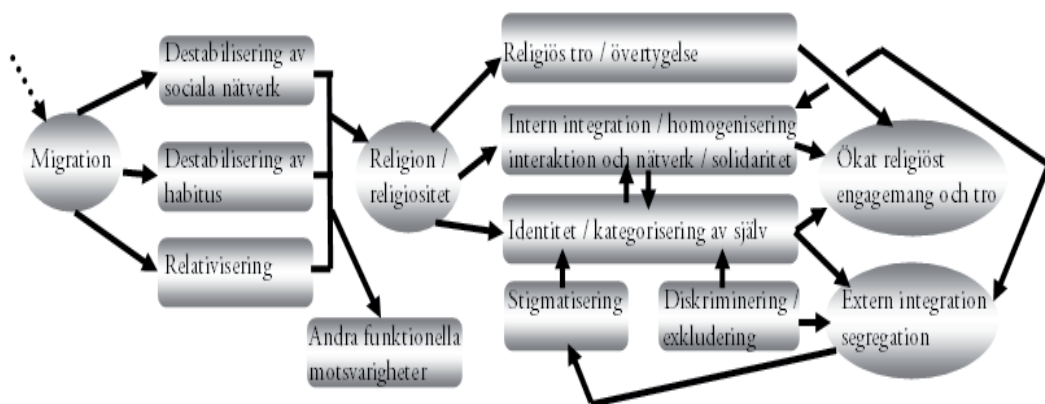 Migration
Destabilisering av
sociala nätverk
Destabilisering av
habitus
Relativisering
Andra funktionella
motsvarigheter
Religion /
religiositet
Religiös tro / övertygelse
Intern integration / homogenisering
interaktion och nätverk / solidaritet
Identitet / kategorisering av själv
Stigmatisering
Diskriminering /
exkludering
Ökat religiöst
engagemang och tro
Extern integration
segregation